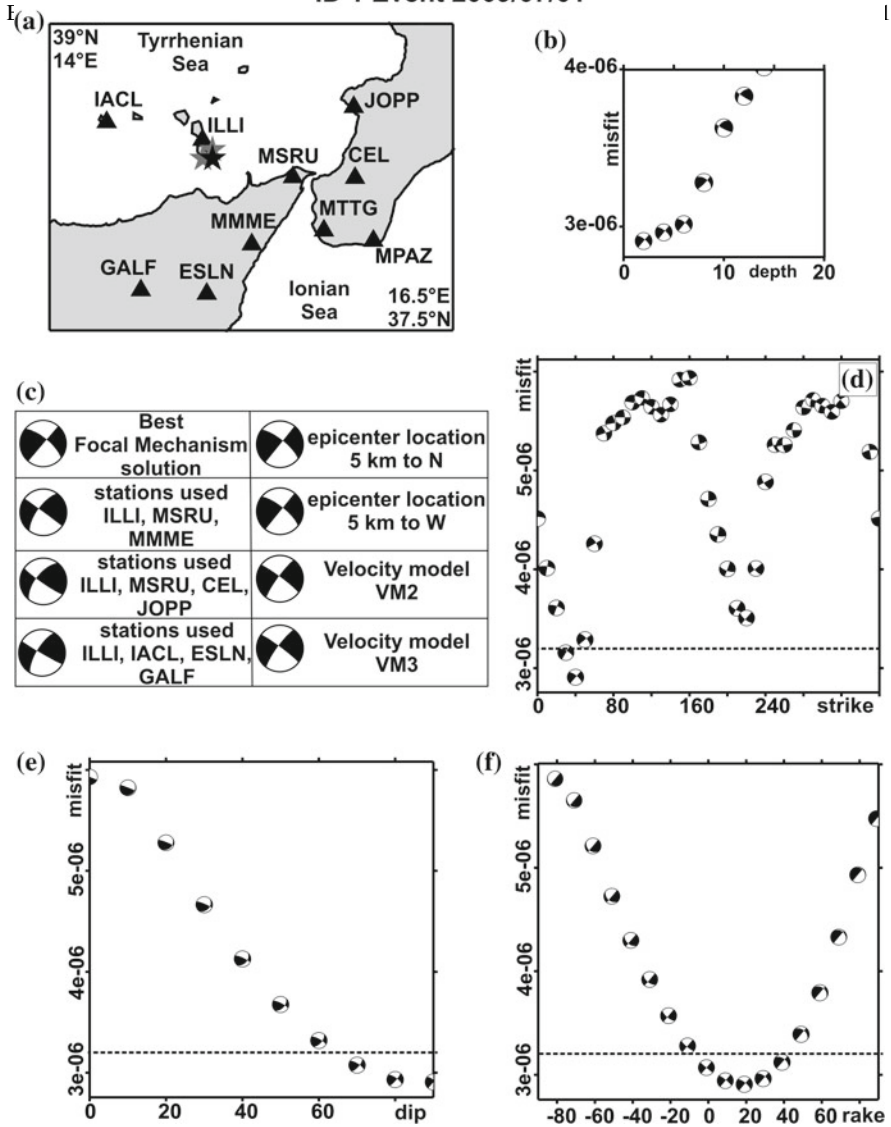 (a)
39°N
14°E
Tyrrhenian
Sea
IACL
ILLI
JOPP
MSRU
CEL
MMME
MTTG
GALF
ESLN
MPAZ
Ionian
Sea
16.5°E
37.5°N
(b)
4e-06
misfit
3e-06
0
10
20
depth
(c)
Best
Focal Mechanism
solution
epicenter location
5 km to N
stations used
ILLI, MSRU,
MMME
epicenter location
5 km to W
stations used
ILLI, MSRU, CEL,
JOPP
Velocity model
VM2
stations used
ILLI, IACL, ESLN,
GALF
Velocity model
VM3
(d)
misfit
5e-06
4e-06
3e-06
0
80
160
240
strike
(e)
misfit
5e-06
4e-06
3e-06
0
20
40
60
dip
(f)
misfit
5e-06
4e-06
3e-06
-80
-60
-40
-20
0
20
40
60
rake